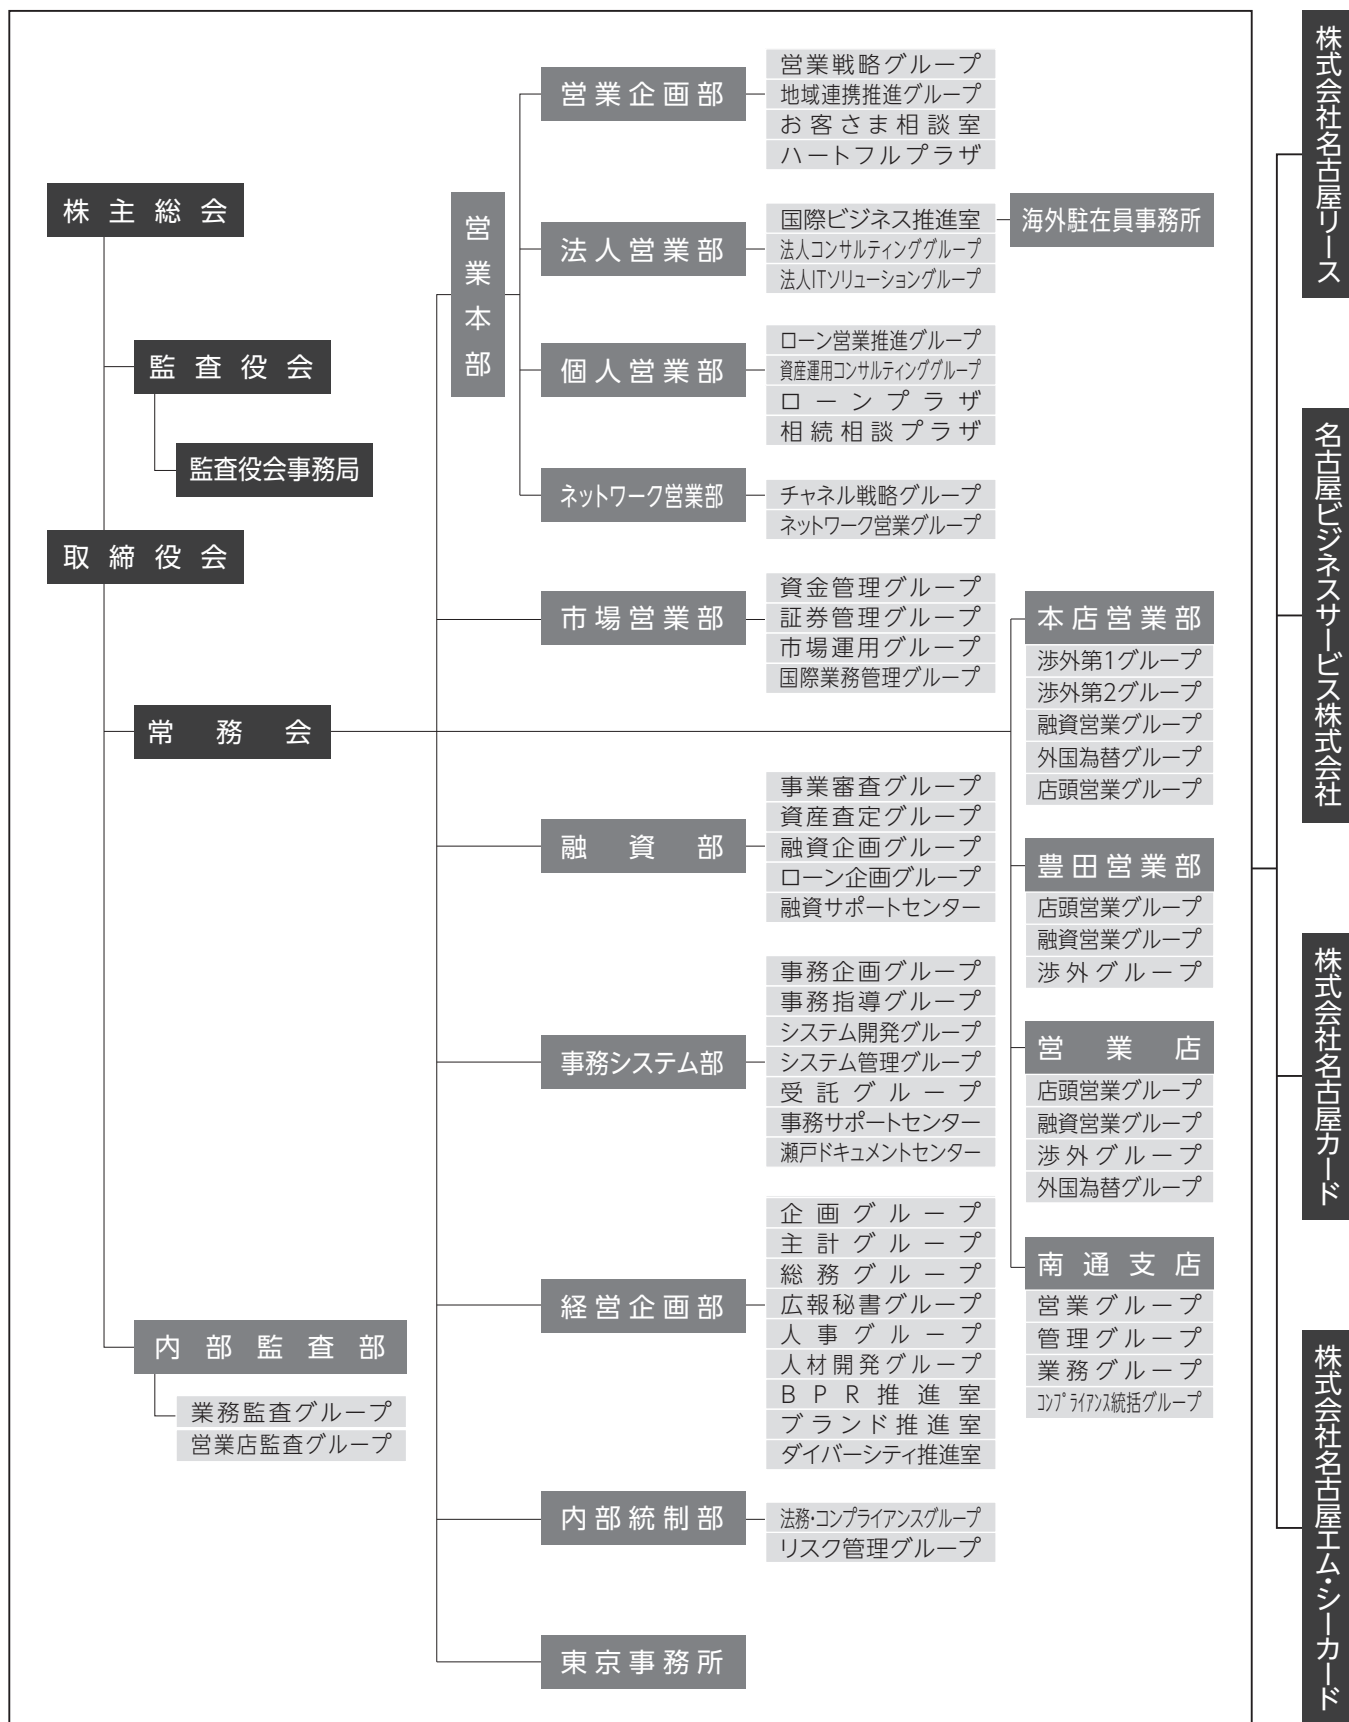 株主総会
監査役会
監査役会事務局
取締役会
常務会
内部監査部
業務監査グループ
営業店監査グループ
営業本部
営業企画部
営業戦略グループ
地域連携推進グループ
お客さま相談室
ハートフルプラザ
法人営業部
国際ビジネス推進室
法人コンサルティンググループ
法人ITソリューショングループ
海外駐在員事務所
個人営業部
ローン営業推進グループ
資産運用コンサルティンググループ
ローンプラザ
相続相談プラザ
ネットワーク営業部
チャネル戦略グループ
ネットワーク営業グループ
市場営業部
資金管理グループ
証券管理グループ
市場運用グループ
国際業務管理グループ
融資部
事業審査グループ
資産査定グループ
融資企画グループ
ローン企画グループ
融資サポートセンター
事務システム部
事務企画グループ
事務指導グループ
システム開発グループ
システム管理グループ
受託グループ
事務サポートセンター
瀬戸ドキュメントセンター
経営企画部
企画グループ
主計グループ
総務グループ
広報秘書グループ
人事グループ
人材開発グループ
BPR推進室
ブランド推進室
ダイバーシティ推進室
内部統制部
法務・コンプライアンスグループ
リスク管理グループ
東京事務所
本店営業部
渉外第1グループ
渉外第2グループ
融資営業グループ
外国為替グループ
店頭営業グループ
豊田営業部
店頭営業グループ
融資営業グループ
渉外グループ
営業店
店頭営業グループ
融資営業グループ
渉外グループ
外国為替グループ
南通支店
営業グループ
管理グループ
業務グループ
コンプライアンス統括グループ
株式会社名古屋リース
名古屋ビジネスサービス株式会社
株式会社名古屋カード
株式会社名古屋エム・シーカード